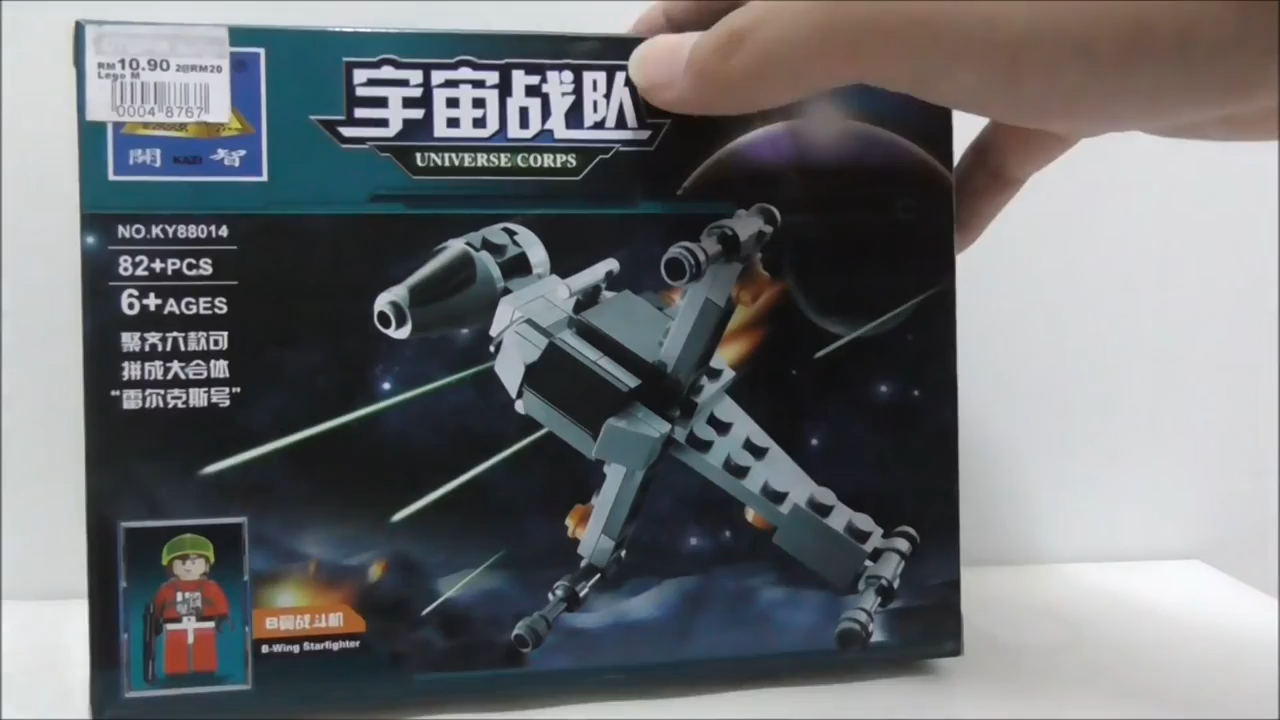 RM10.90 2@RM20
Lego M
0004 8767
開 KAZI 智
宇宙战队
UNIVERSE CORPS
NO.KY88014
82+PCS
6+AGES
聚齐六款可
拼成大合体
“雷尔克斯号”
B翼战斗机
B-Wing Starfighter